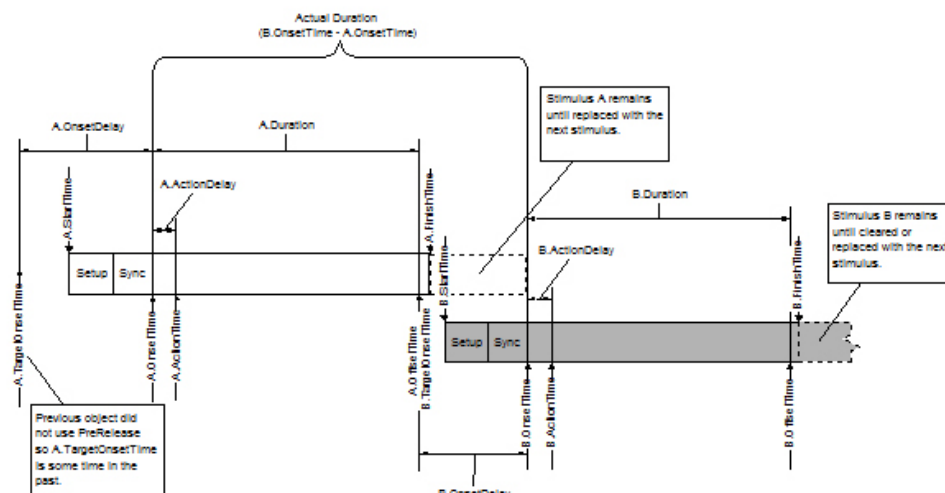 Actual Duration
(B.OnsetTime - A.OnsetTime)
Stimulus A remains
until replaced with the
next stimulus.
A.OnsetDelay
A.Duration
A.ActionDelay
B.Duration
Stimulus B remains
until cleared or
replaced with the next
stimulus.
A.StartTime
A.FinishTime
B.StartTime
B.ActionDelay
B.FinishTime
Setup
Sync
Setup
Sync
A.TargetOnsetTime
A.OnsetTime
A.ActionTime
A.OffsetTime
B.TargetOnsetTime
B.OnsetTime
B.ActionTime
B.OffsetTime
Previous object did
not use PreRelease
so A.TargetOnsetTime
is some time in the
past.
B.OnsetDelay